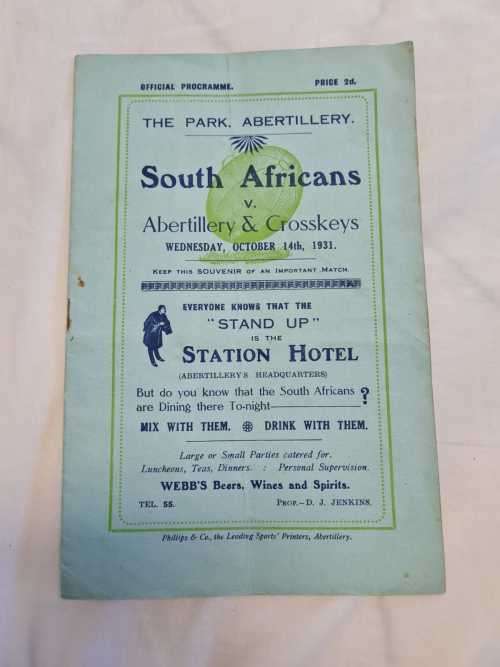 OFFICIAL PROGRAMME. PRICE 2d.
THE PARK, ABERTILLERY.
South Africans
v.
Abertillery & Crosskeys
WEDNESDAY, OCTOBER 14th, 1931.
KEEP THIS SOUVENIR OF AN IMPORTANT MATCH.
EVERYONE KNOWS THAT THE
"STAND UP"
IS THE
STATION HOTEL
(ABERTILLERY'S HEADQUARTERS)
But do you know that the South Africans
are Dining there To-night ?
MIX WITH THEM. DRINK WITH THEM.
Large or Small Parties catered for.
Luncheons, Teas, Dinners. : Personal Supervision.
WEBB'S Beers, Wines and Spirits.
TEL. 55. PROP.—D. J. JENKINS.
Phillips & Co., the Leading Sports' Printers, Abertillery.